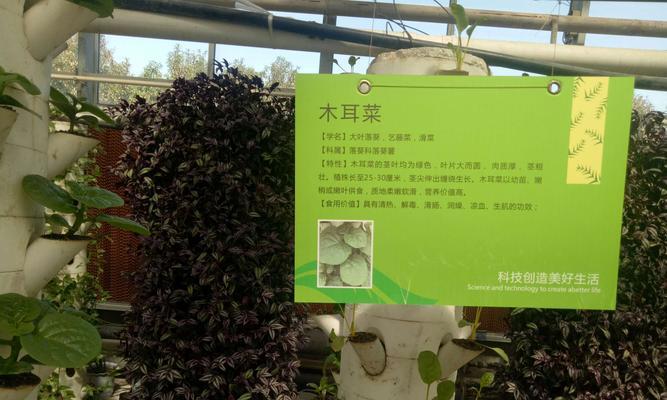 木耳菜
【学名】大叶落葵，艺藤菜，滑菜
【科属】落葵科落葵薯
【特性】木耳菜的茎叶均为绿色，叶片大而圆，肉质厚，茎粗
壮。植株长至25-30厘米，茎尖伸出缠绕生长。木耳菜以幼苗、嫩
梢或嫩叶供食，质地柔嫩软滑，营养价值高。
【食用价值】具有清热、解毒、滑肠、润燥、凉血、生肌的功效；
科技创造美好生活
Science and technology to create abetter life